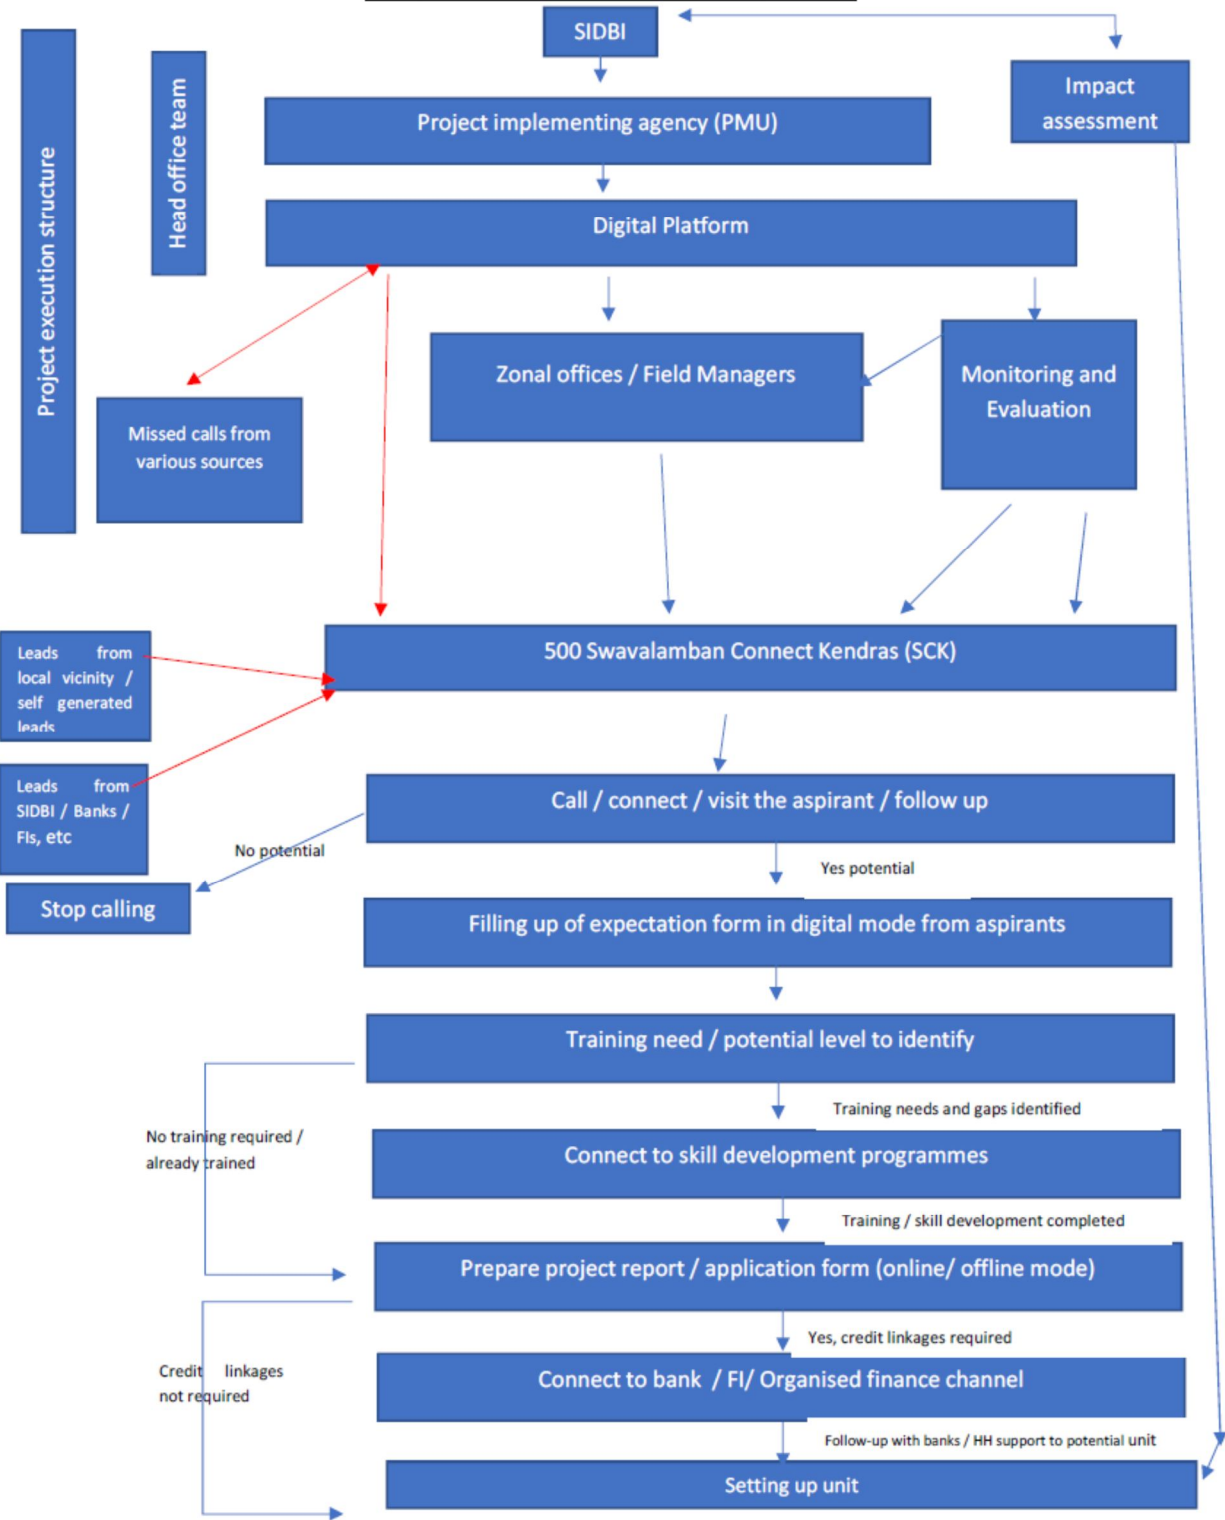 SIDBI
Impact
assessment
Project implementing agency (PMU)
Head office team
Project execution structure
Digital Platform
Zonal offices / Field Managers
Monitoring and
Evaluation
Missed calls from
various sources
500 Swavalamban Connect Kendras (SCK)
Leads from
local vicinity /
self generated
leads
Leads from
SIDBI / Banks /
FIs, etc
Call / connect / visit the aspirant / follow up
No potential
Yes potential
Stop calling
Filling up of expectation form in digital mode from aspirants
Training need / potential level to identify
Training needs and gaps identified
No training required /
already trained
Connect to skill development programmes
Training / skill development completed
Prepare project report / application form (online/ offline mode)
Yes, credit linkages required
Credit linkages
not required
Connect to bank / FI/ Organised finance channel
Follow-up with banks / HH support to potential unit
Setting up unit